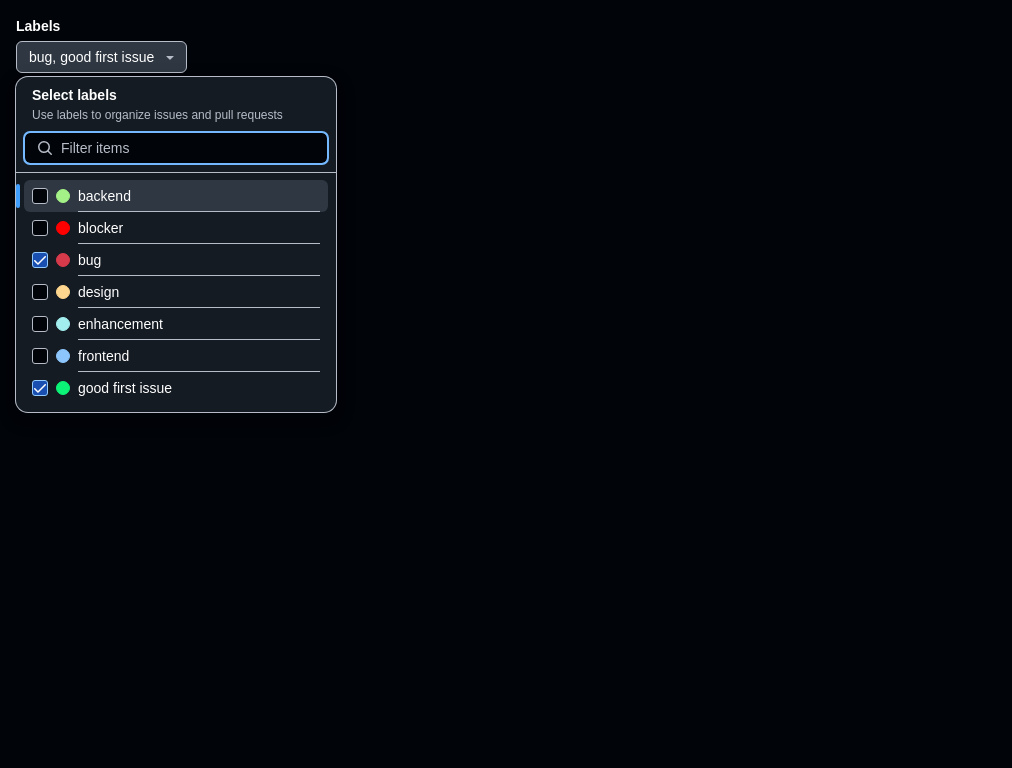 Labels
bug, good first issue
Select labels
Use labels to organize issues and pull requests
Filter items
backend
blocker
bug
design
enhancement
frontend
good first issue